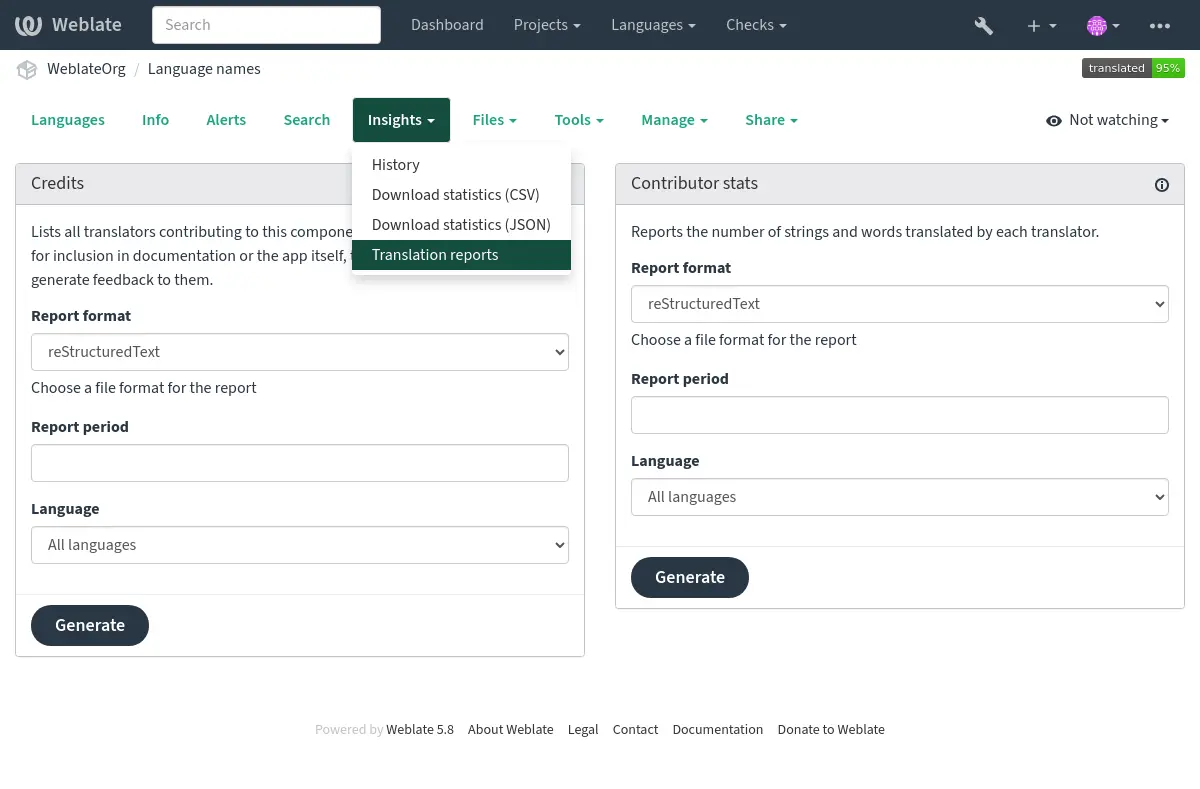 Weblate
Search
Dashboard
Projects
Languages
Checks
WeblateOrg / Language names
translated 95%
Languages
Info
Alerts
Search
Insights
Files
Tools
Manage
Share
Not watching
History
Download statistics (CSV)
Download statistics (JSON)
Translation reports
Credits
Lists all translators contributing to this
for inclusion in documentation or the app itself,
generate feedback to them.
Report format
reStructuredText
Choose a file format for the report
Report period
Language
All languages
Generate
Contributor stats
Reports the number of strings and words translated by each translator.
Report format
reStructuredText
Choose a file format for the report
Report period
Language
All languages
Generate
Powered by Weblate 5.8
About Weblate
Legal
Contact
Documentation
Donate to Weblate